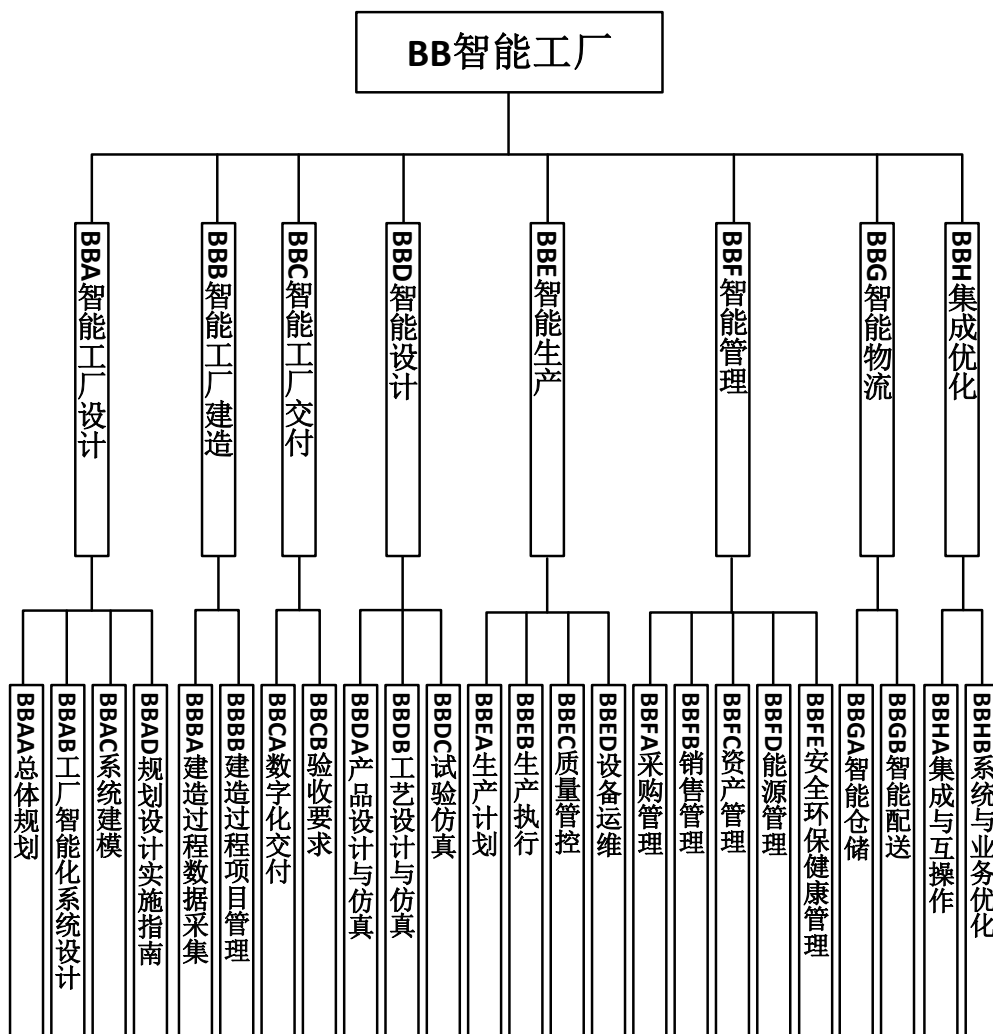 BB智能工厂
BBA智能工厂设计
BBB智能工厂建造
BBC智能工厂交付
BBD智能设计
BBE智能生产
BBF智能管理
BBG智能物流
BBH集成优化
BBAA总体规划
BBAB工厂智能化系统设计
BBAC系统建模
BBAD规划设计实施指南
BBBA建造过程数据采集
BBBB建造过程项目管理
BBCA数字化交付
BBCB验收要求
BBDA产品设计与仿真
BBDB工艺设计与仿真
BBDC试验仿真
BBEA生产计划
BBEB生产执行
BBEC质量管控
BBED设备运维
BBFA采购管理
BBFB销售管理
BBFC资产管理
BBFD能源管理
BBFE安全环保健康管理
BBGA智能仓储
BBGB智能配送
BBHA集成与互操作
BBHB系统与业务优化